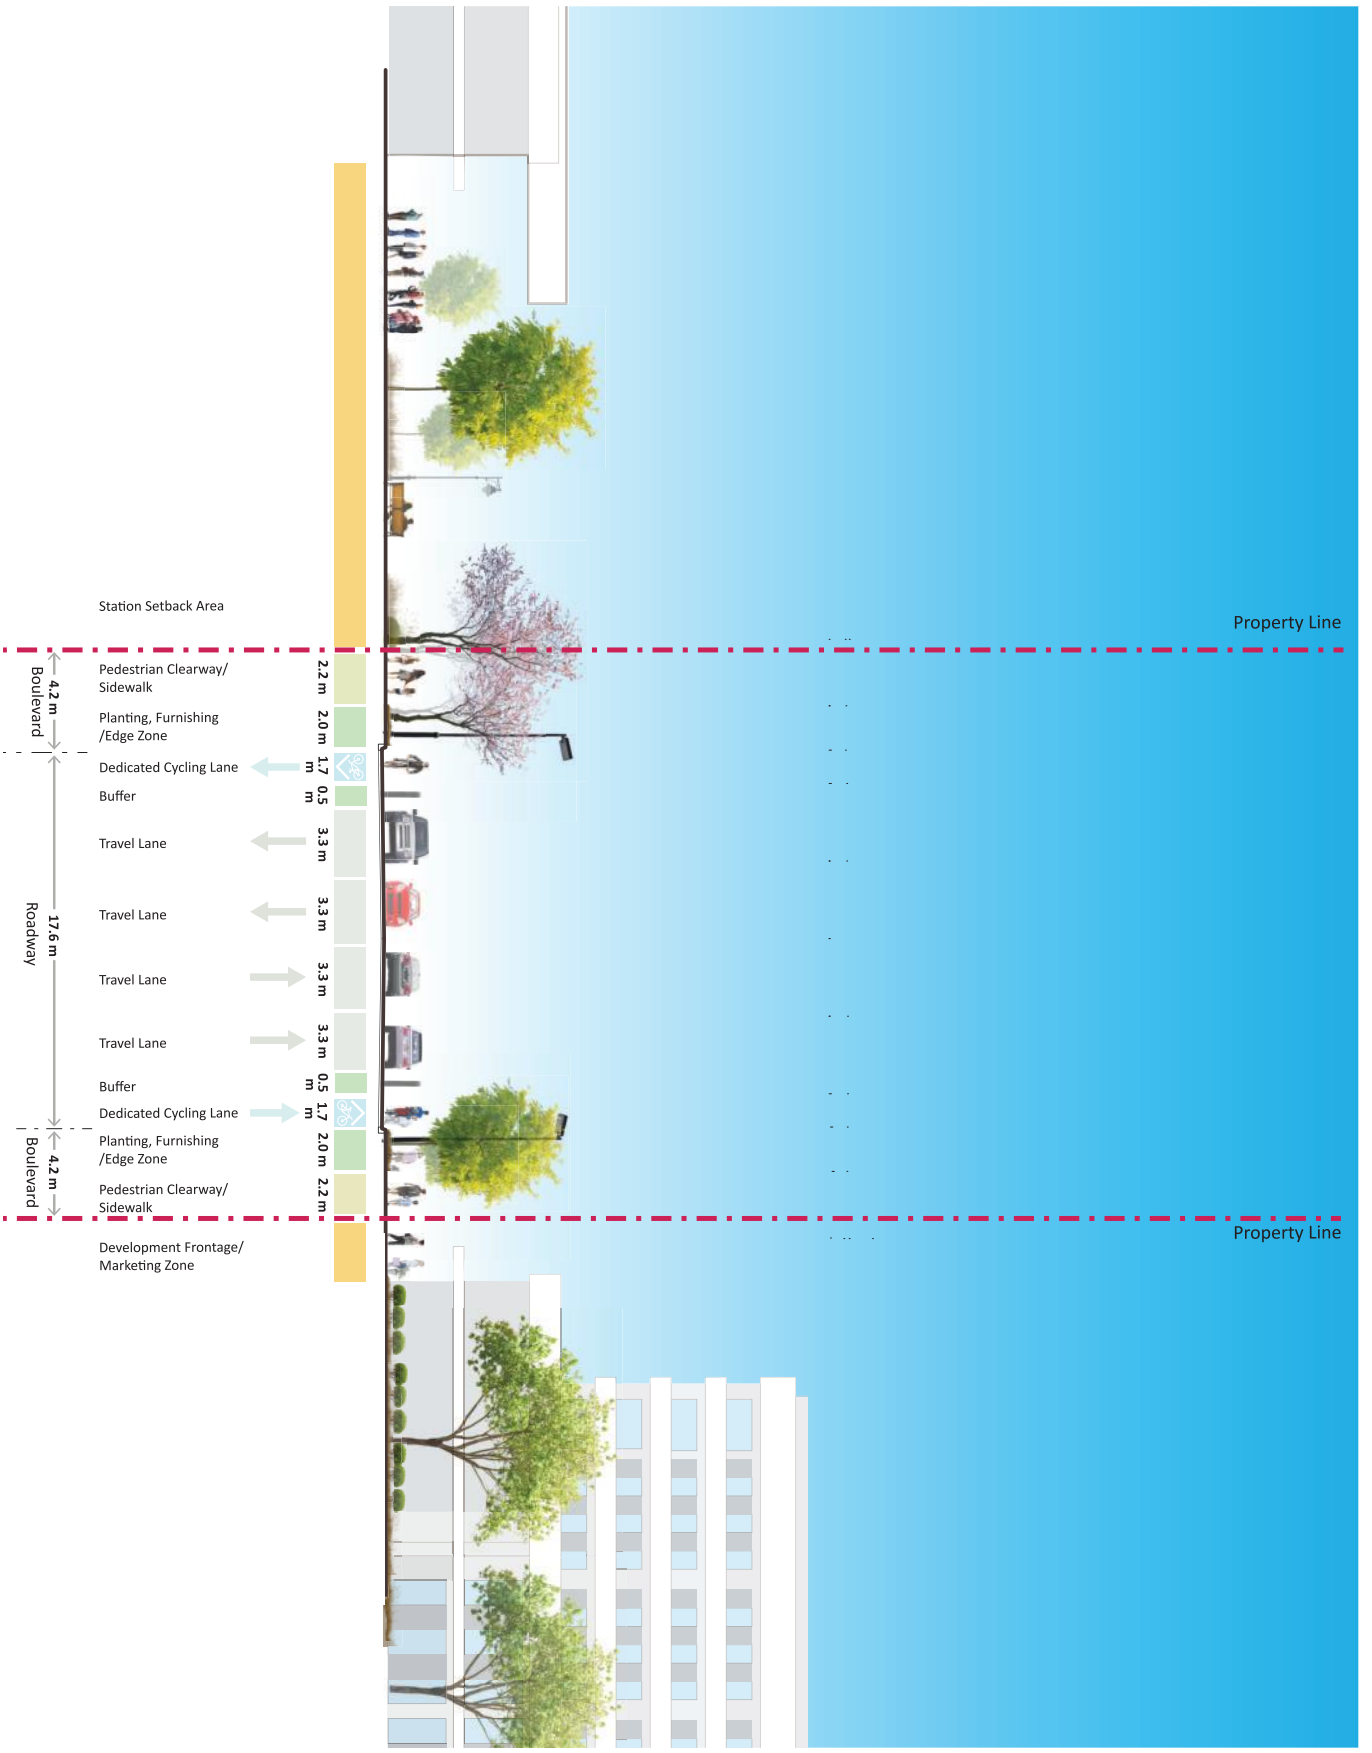 Property Line
Station Setback Area
4.2 m
Boulevard
Pedestrian Clearway/
Sidewalk
2.2 m
Planting, Furnishing
/Edge Zone
2.0 m
Dedicated Cycling Lane
1.7
m
Buffer
0.5
m
Travel Lane
3.3 m
Travel Lane
3.3 m
17.6 m
Roadway
Travel Lane
3.3 m
Travel Lane
3.3 m
Buffer
0.5
m
Dedicated Cycling Lane
1.7
m
Planting, Furnishing
/Edge Zone
2.0 m
4.2 m
Boulevard
Pedestrian Clearway/
Sidewalk
2.2 m
Property Line
Development Frontage/
Marketing Zone